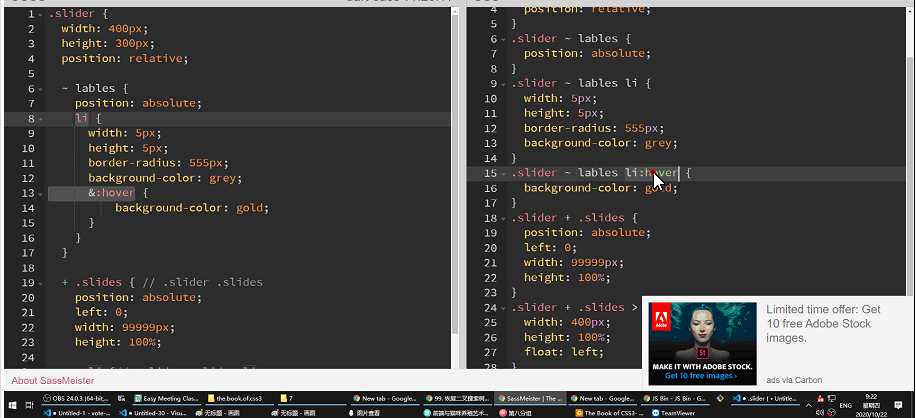 1 .slider {
2 width: 400px;
3 height: 300px;
4 position: relative;
5
6 ~ lables {
7 position: absolute;
8 li {
9 width: 5px;
10 height: 5px;
11 border-radius: 555px;
12 background-color: grey;
13 &:hover {
14 background-color: gold;
15 }
16 }
17 }
18
19 + .slides { // .slider .slides
20 position: absolute;
21 left: 0;
22 width: 99999px;
23 height: 100%;
24
About SassMeister
4 position: relative;
5 }
6 .slider ~ lables {
7 position: absolute;
8 }
9 .slider ~ lables li {
10 width: 5px;
11 height: 5px;
12 border-radius: 555px;
13 background-color: grey;
14 }
15 .slider ~ lables li:hover {
16 background-color: gold;
17 }
18 .slider + .slides {
19 position: absolute;
20 left: 0;
21 width: 99999px;
22 height: 100%;
23 }
24 .slider + .slides >
25 width: 400px;
26 height: 100%;
27 float: left;
28 }
Adobe
St
MAKE IT WITH ADOBE STOCK.
Get 10 free images ›
Limited time offer: Get
10 free Adobe Stock
images.
ads via Carbon
OBS 24.0.3 (64-bit,...
Easy Meeting Clas...
the.book.of.css3
7
New tab - Google...
SassMeister | The ...
New tab - Google...
JS Bin - JS Bin - G...
.slider ( • Untitled...
● Untitled-1 - vote-...
● Untitled-30 - Visu...
无标题 - 画图
无标题 - 画图
图片查看
第八分组
The Book of CSS3 -...
TeamViewer
ENG
9:22
星期四
2020/10/22